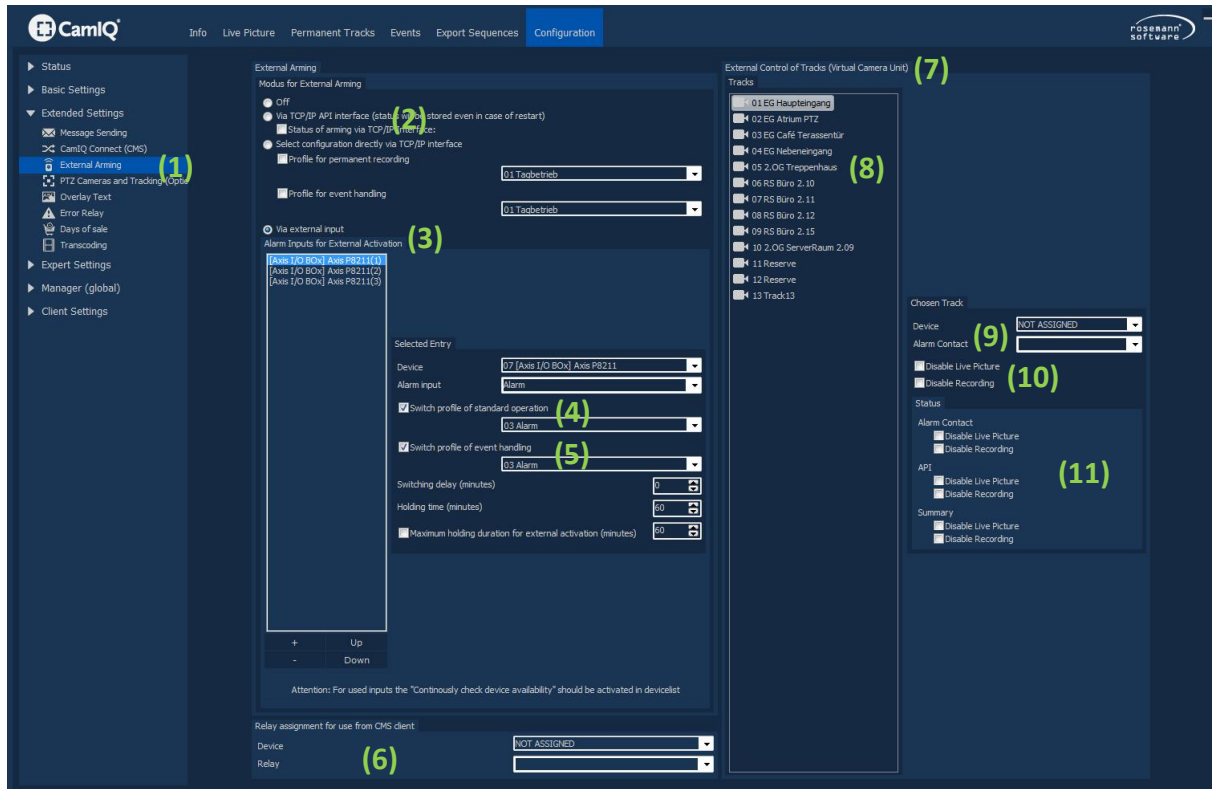 CamIQ
Info Live Picture Permanent Tracks Events Export Sequences Configuration
rosemann
software
Status
Basic Settings
Extended Settings
Message Sending
CamIQ Connect (CMS)
External Arming
(1)
PTZ Cameras and Tracking (Optio
Overlay Text
Error Relay
Days of sale
Transcoding
Expert Settings
Manager (global)
Client Settings
External Arming
Modus for External Arming
Off
Via TCP/IP API interface (status will be stored even in case of restart)
(2)
Status of arming via TCP/IP interface:
Select configuration directly via TCP/IP interface
Profile for permanent recording
01 Tagbetrieb
Profile for event handling
01 Tagbetrieb
Via external input
(3)
Alarm Inputs for External Activation
[Axis I/O BOx] Axis P8211(1)
[Axis I/O BOx] Axis P8211(2)
[Axis I/O BOx] Axis P8211(3)
Selected Entry
Device 07 [Axis I/O BOx] Axis P8211
Alarm input Alarm
Switch profile of standard operation
(4)
03 Alarm
Switch profile of event handling
(5)
03 Alarm
Switching delay (minutes) 0
Holding time (minutes) 60
Maximum holding duration for external activation (minutes) 60
+ Up
- Down
Attention: For used inputs the "Continously check device availability" should be activated in devicelist
Relay assignment for use from CMS client
Device NOT ASSIGNED
(6)
Relay
External Control of Tracks (Virtual Camera Unit)
(7)
Tracks
01 EG Haupteingang
02 EG Atrium PTZ
03 EG Café Terassentür
04 EG Nebeneingang
05 2.OG Treppenhaus
(8)
06 RS Büro 2.10
07 RS Büro 2.11
08 RS Büro 2.12
09 RS Büro 2.15
10 2.OG ServerRaum 2.09
11 Reserve
12 Reserve
13 Track13
Chosen Track
Device NOT ASSIGNED
(9)
Alarm Contact
Disable Live Picture
(10)
Disable Recording
Status
Alarm Contact
Disable Live Picture
Disable Recording
API
(11)
Disable Live Picture
Disable Recording
Summary
Disable Live Picture
Disable Recording